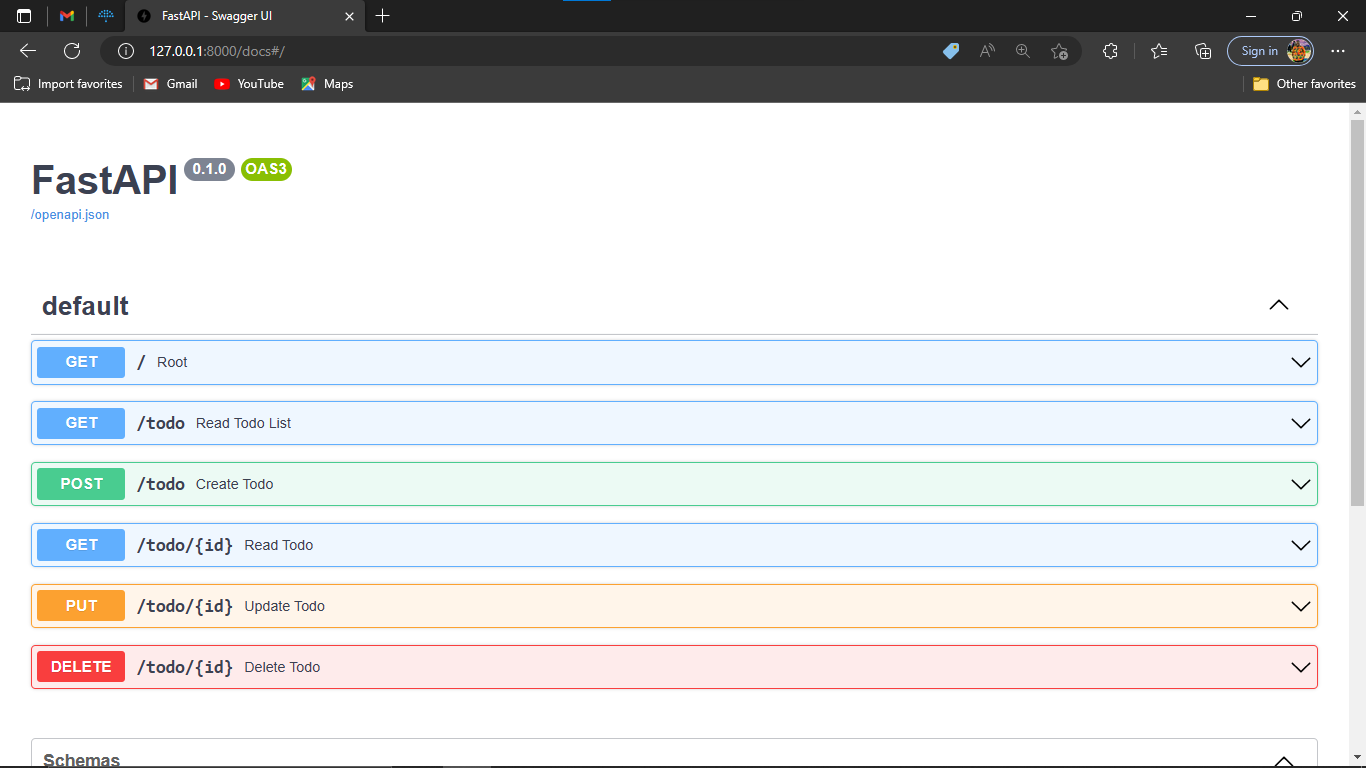 FastAPI - Swagger UI
127.0.0.1:8000/docs#/
Sign in
Import favorites Gmail YouTube Maps Other favorites
FastAPI 0.1.0 OAS3
/openapi.json
default
GET / Root
GET /todo Read Todo List
POST /todo Create Todo
GET /todo/{id} Read Todo
PUT /todo/{id} Update Todo
DELETE /todo/{id} Delete Todo
Schemas